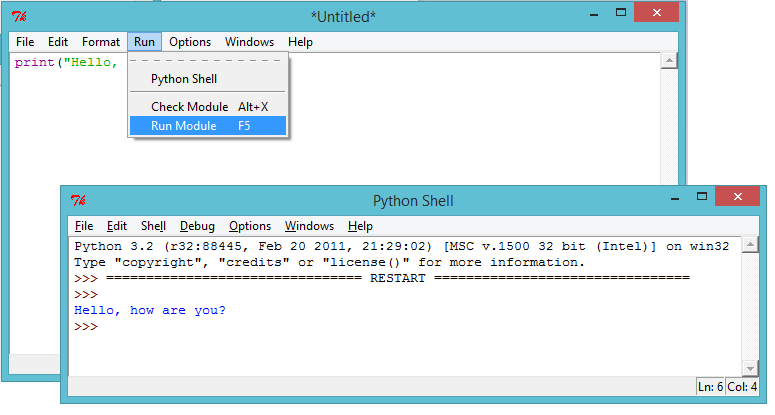 *Untitled*
File Edit Format Run Options Windows Help
print("Hello,
Python Shell
Check Module Alt+X
Run Module F5
Python Shell
File Edit Shell Debug Options Windows Help
Python 3.2 (r32:88445, Feb 20 2011, 21:29:02) [MSC v.1500 32 bit (Intel)] on win32
Type "copyright", "credits" or "license()" for more information.
>>> ================================ RESTART ================================
>>>
Hello, how are you?
>>>
Ln: 6 Col: 4